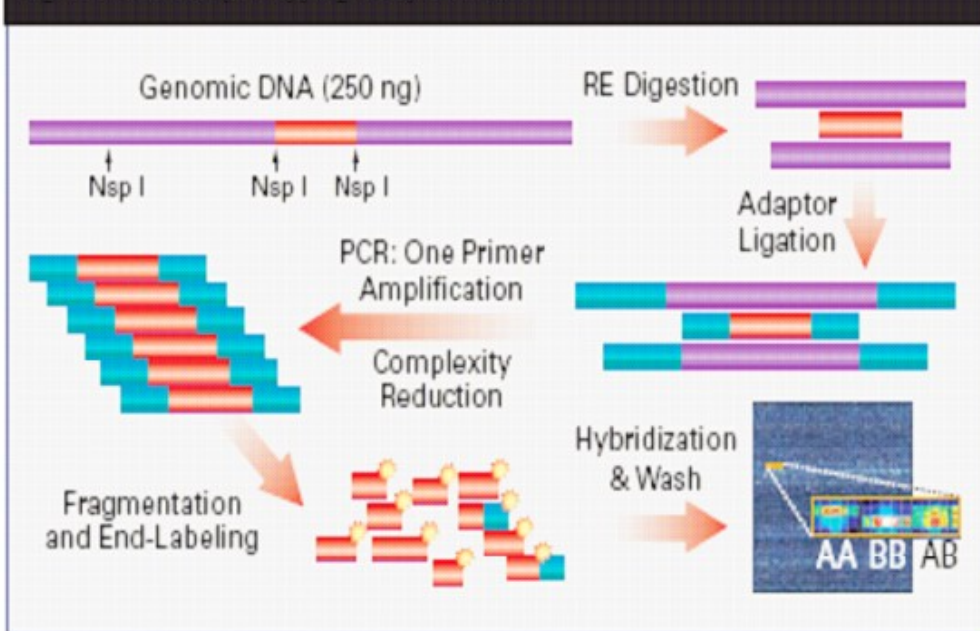 Genomic DNA (250 ng)
Nsp I
Nsp I
Nsp I
RE Digestion
Adaptor
Ligation
PCR: One Primer
Amplification
Complexity
Reduction
Fragmentation
and End-Labeling
Hybridization
& Wash
AA BB AB